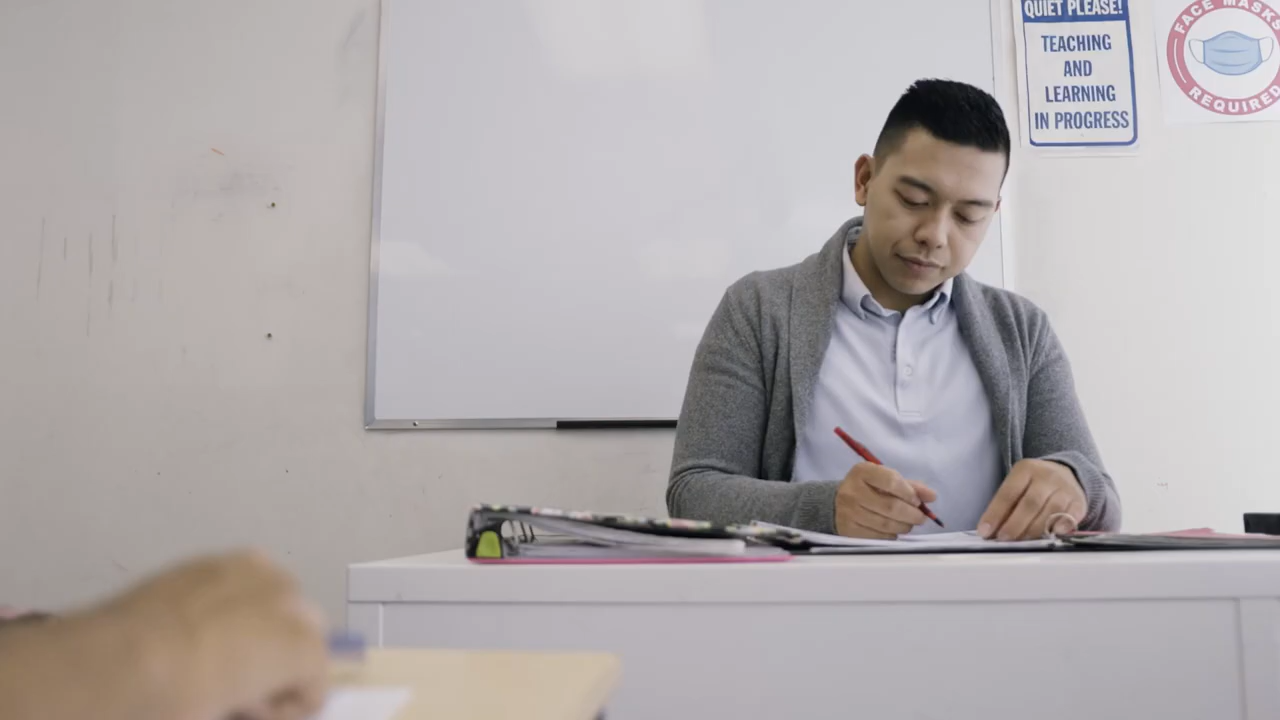 QUIET PLEASE!
TEACHING
AND
LEARNING
IN PROGRESS
FACE MASKS
REQUIRED